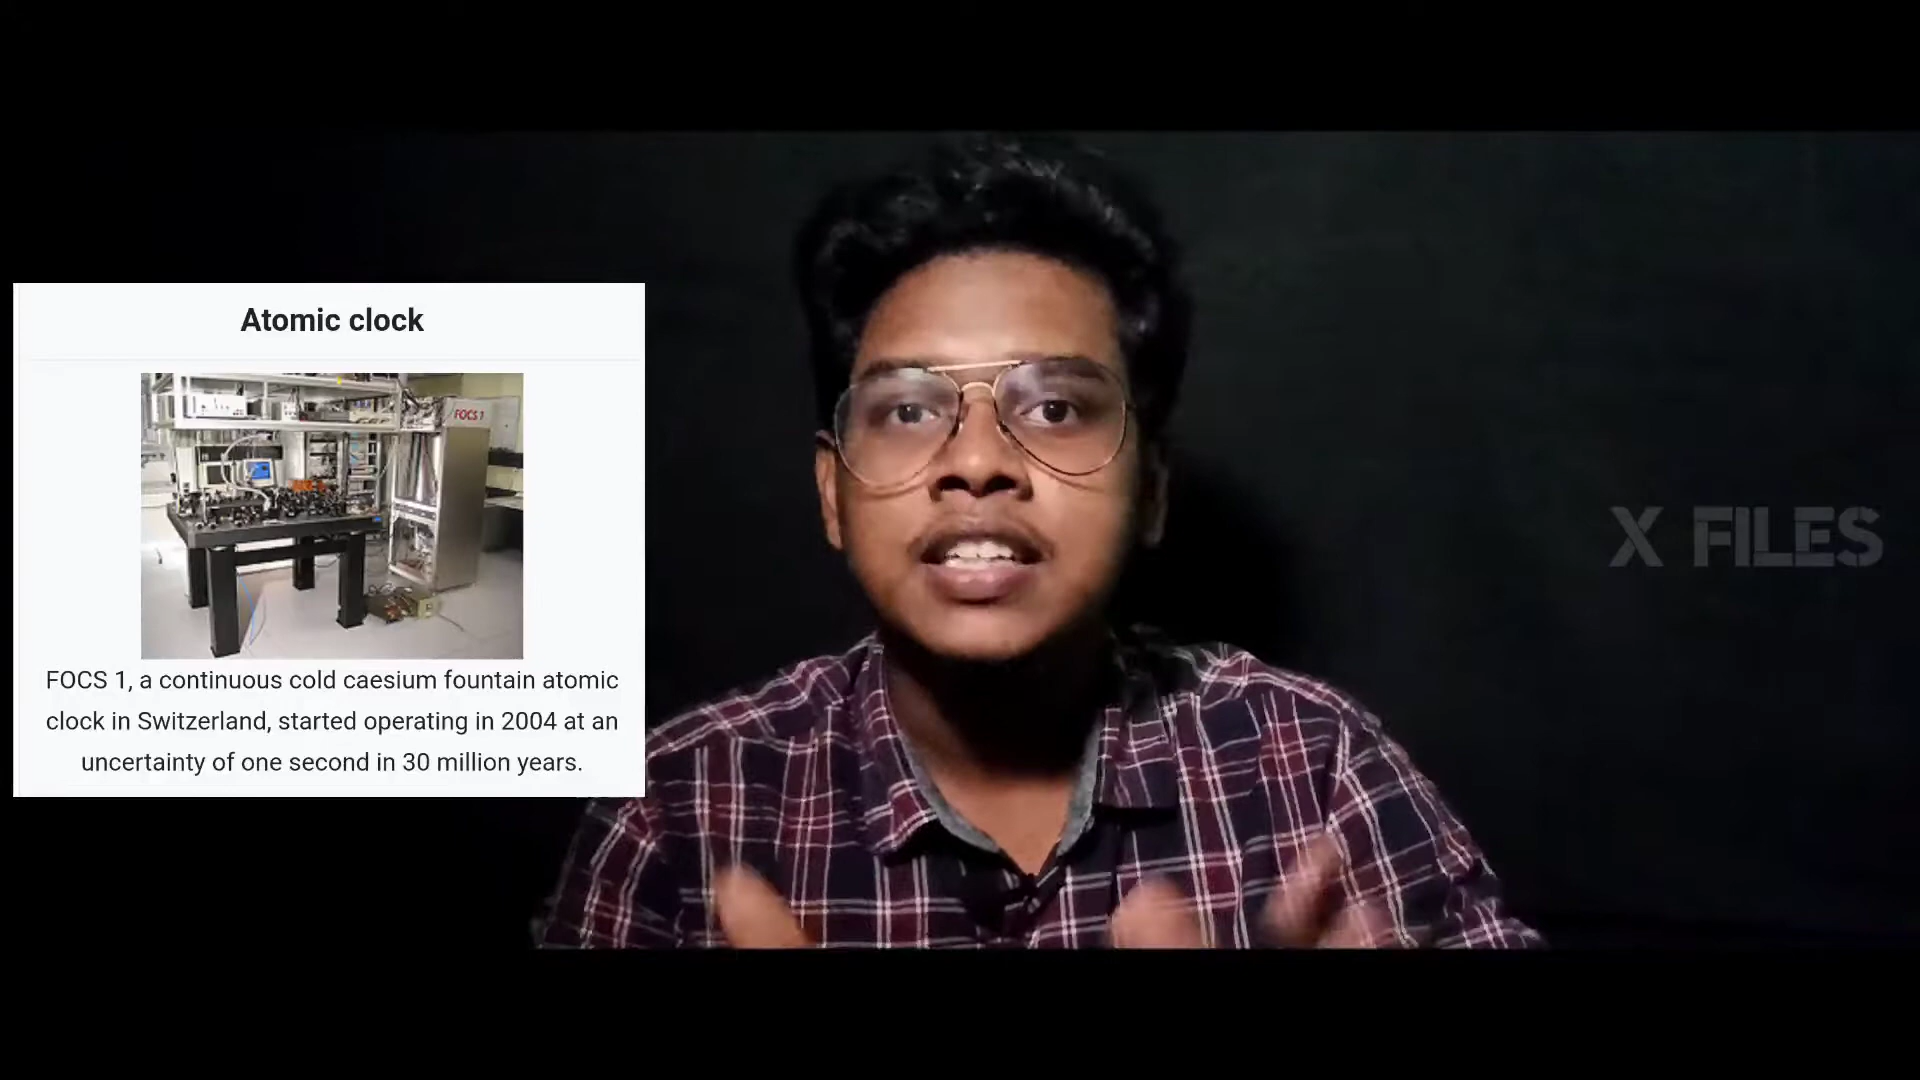 Atomic clock
FOCS 1
FOCS 1, a continuous cold caesium fountain atomic
clock in Switzerland, started operating in 2004 at an
uncertainty of one second in 30 million years.
X FILES